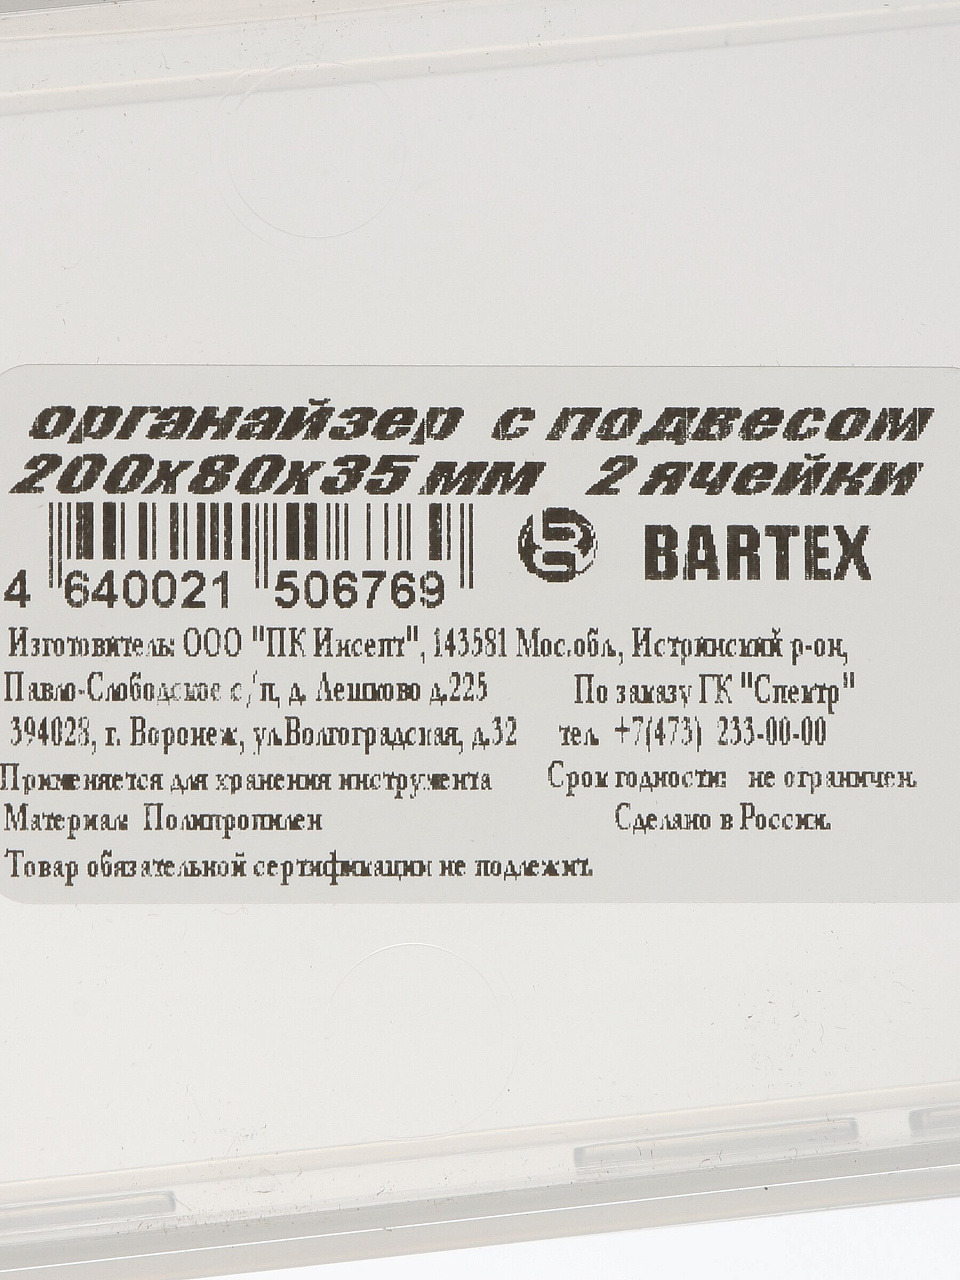 органайзер с подвесом
200х80х35 мм 2 ячейки
4 640021 506769 BARTEX
Изготовитель: ООО "ПК Инсепт", 143581 Мос.обл., Истринский р-он,
Павло-Слободское с/п, д. Лешково д.225 По заказу ГК "Спектр"
394028, г. Воронеж, ул.Волгоградская, д.32 тел. +7(473) 233-00-00
Применяется для хранения инструмента Срок годности: не ограничен.
Материал: Полипропилен Сделано в России.
Товар обязательной сертификации не подлежит.